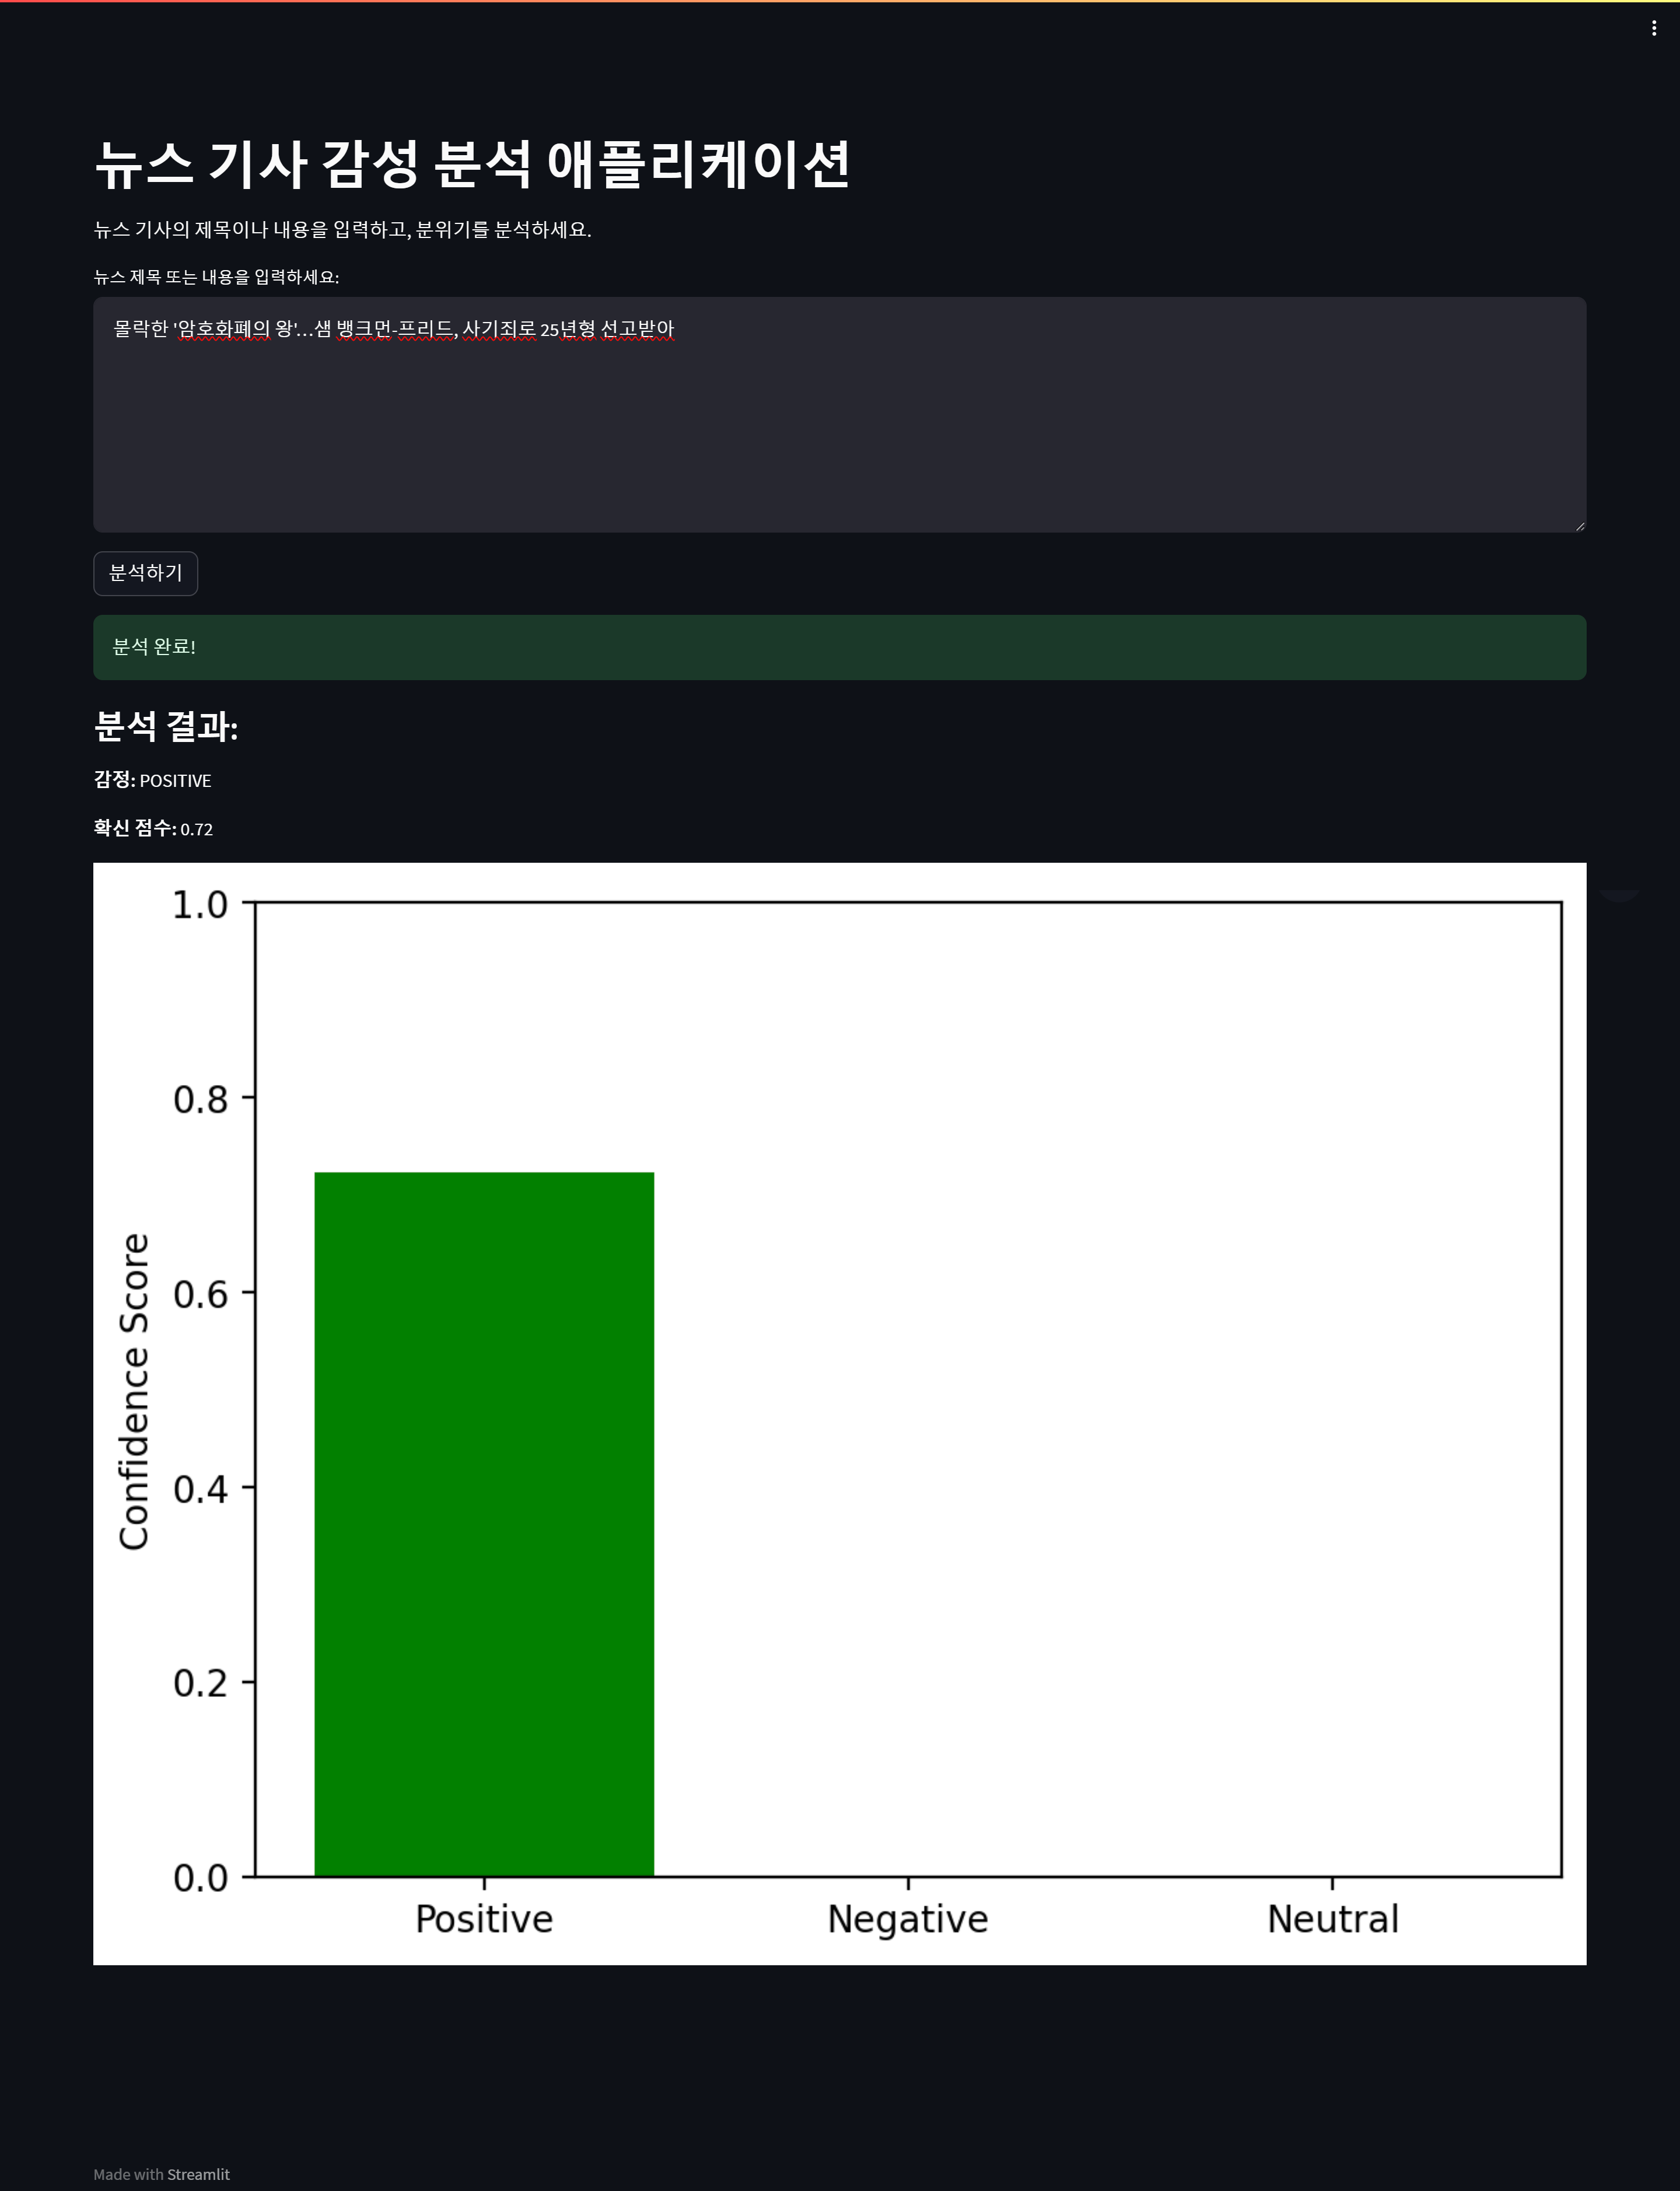 뉴스 기사 감성 분석 애플리케이션
뉴스 기사의 제목이나 내용을 입력하고, 분위기를 분석하세요.
뉴스 제목 또는 내용을 입력하세요:
몰락한 '암호화폐의 왕'…샘 뱅크먼-프리드, 사기죄로 25년형 선고받아
분석하기
분석 완료!
분석 결과:
감정: POSITIVE
확신 점수: 0.72
1.0
0.8
0.6
0.4
0.2
0.0
Confidence Score
Positive Negative Neutral
Made with Streamlit